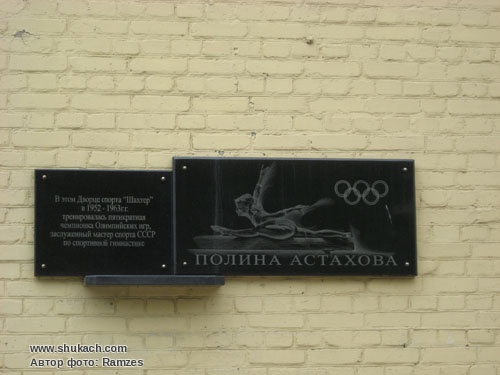 В этом Дворце спорта "Шахтер"
в 1952 - 1963г.г.
тренировалась пятикратная
чемпионка Олимпийских игр,
заслуженный мастер спорта СССР
по спортивной гимнастике
ПОЛИНА АСТАХОВА
www.shukach.com
Автор фото: Ramzes